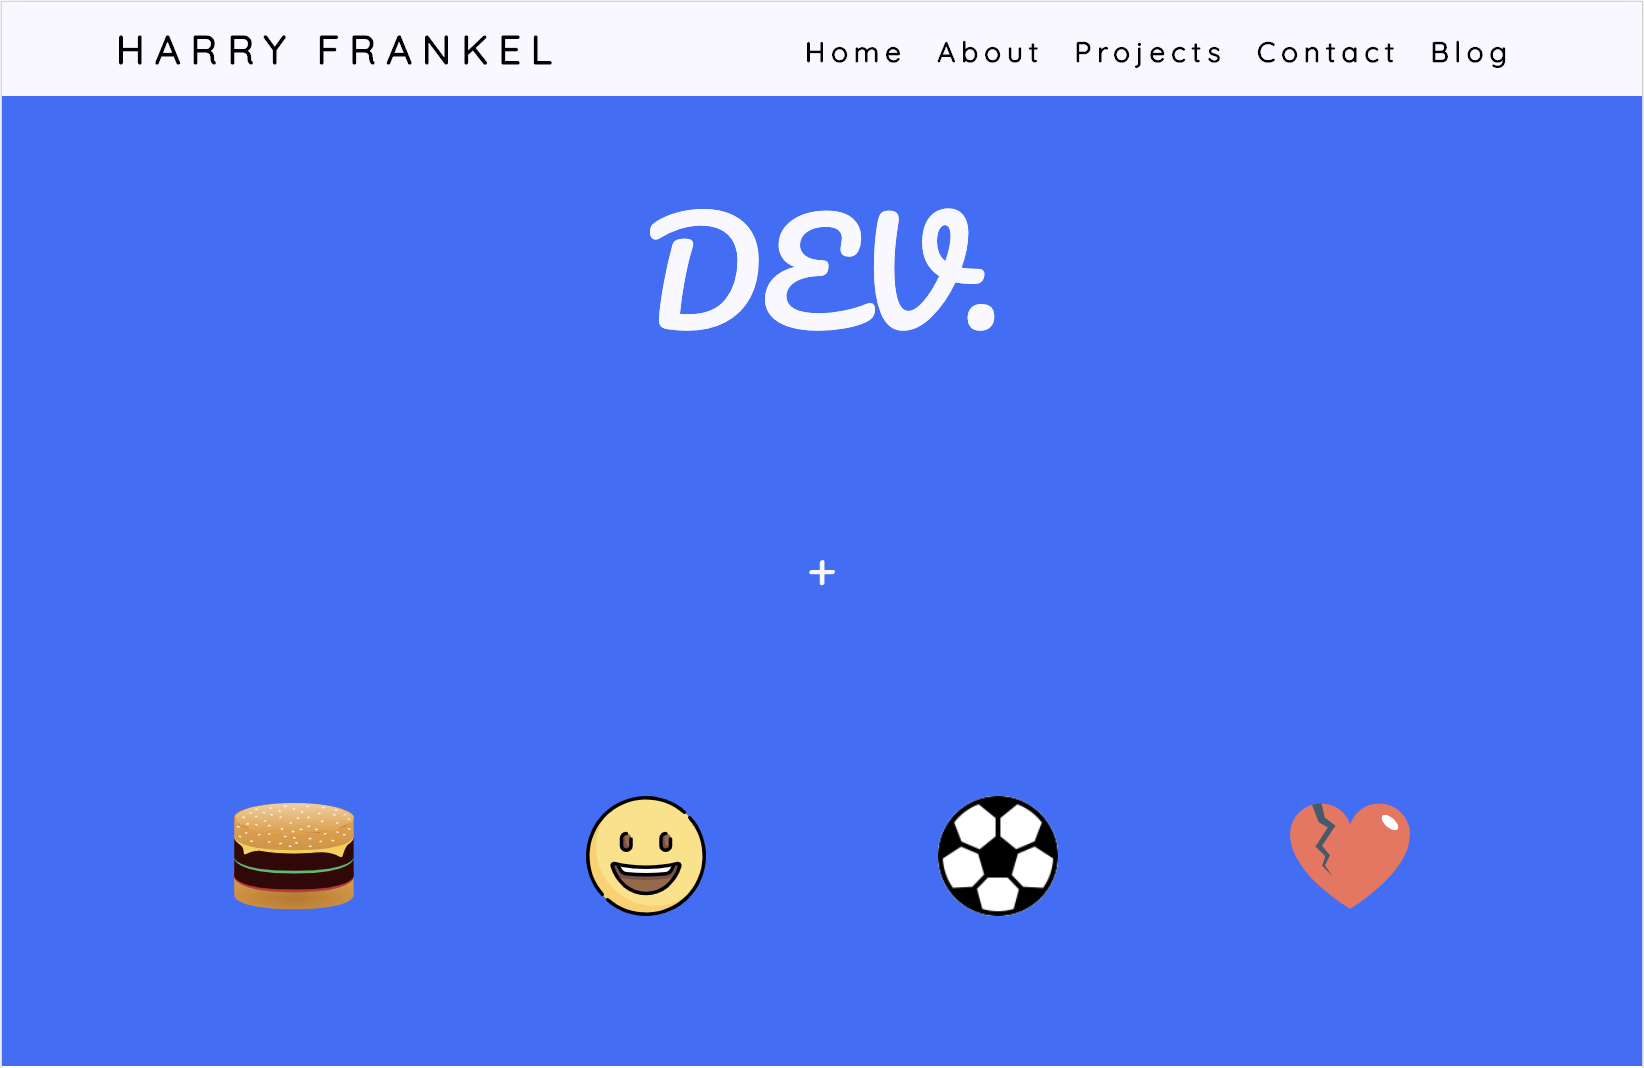 HARRY FRANKEL
Home About Projects Contact Blog
DEV.
+